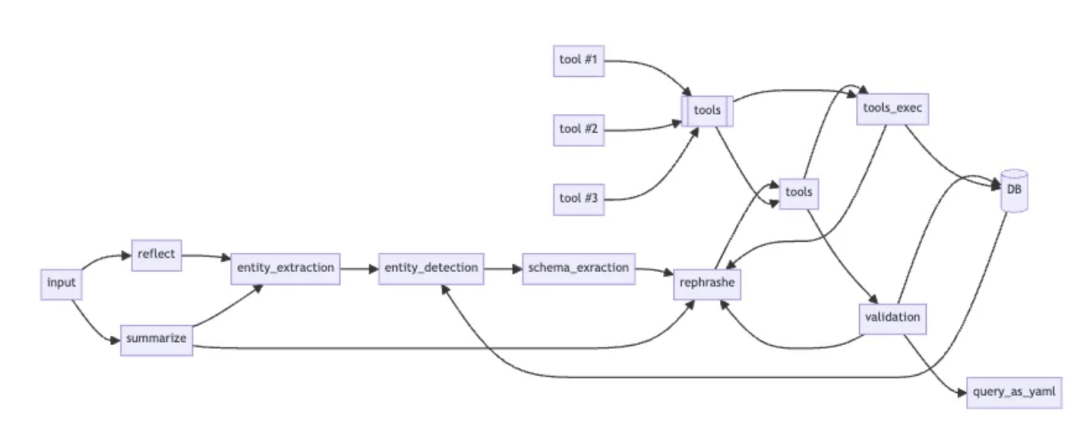 tool #1
tools
tools_exec
tool #2
tool #3
tools
DB
reflect
input
entity_extraction
entity_detection
schema_exraction
rephrashe
summarize
validation
query_as_yaml